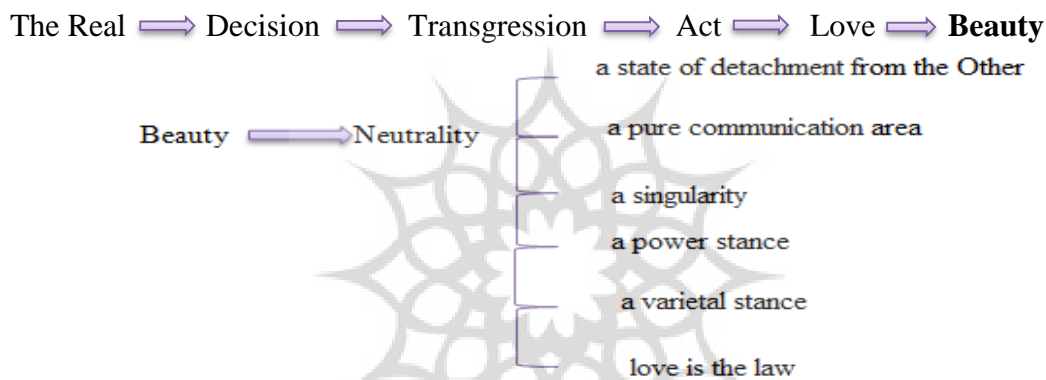 The Real Decision Transgression Act Love Beauty
a state of detachment from the Other
Beauty Neutrality
a pure communication area
a singularity
a power stance
a varietal stance
love is the law